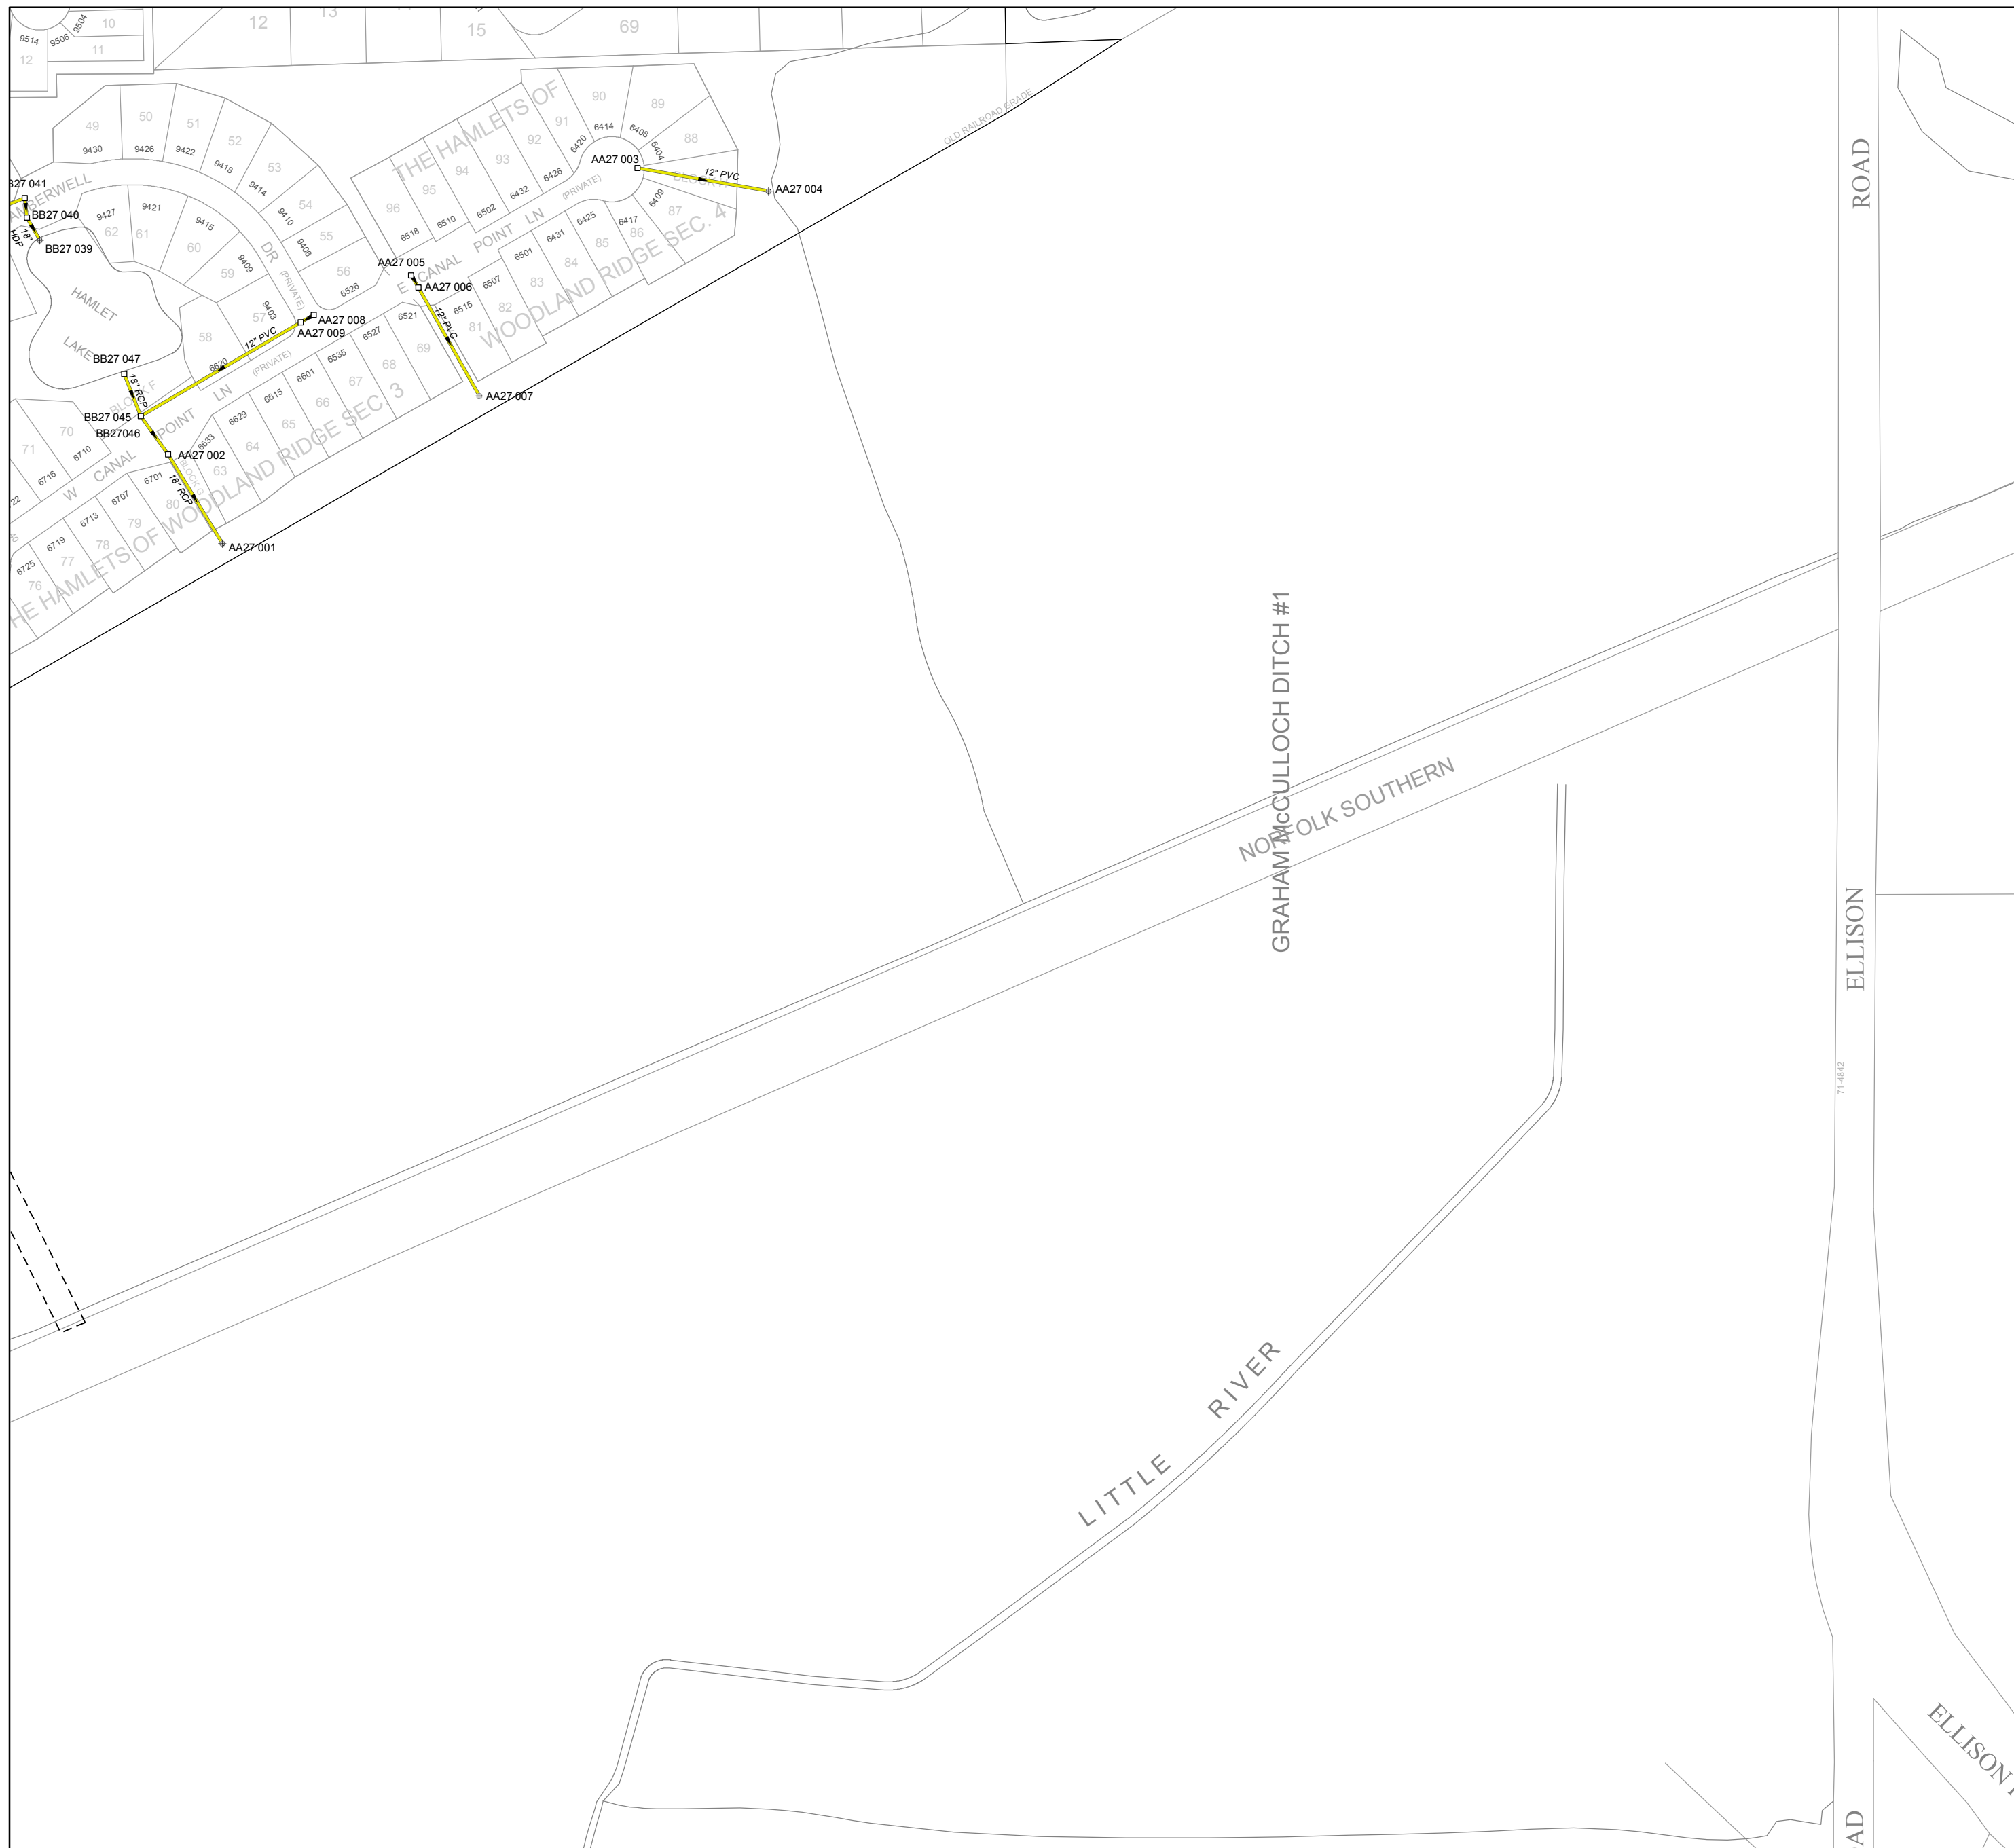 12
13
15
69
9504
10
9514
9506
11
12
THE HAMLETS OF
WOODLAND RIDGE SEC. 4
90
89
88
91
92
93
94
95
96
87
86
85
84
83
82
81
6414
6408
6404
6420
6426
6432
6502
6510
6518
6409
6417
6425
6431
6501
6507
6515
AA27 003
12" PVC
AA27 004
OLD RAILROAD GRADE
E CANAL POINT LN
(PRIVATE)
49
50
51
52
53
54
55
56
9430
9426
9422
9418
9414
9410
9406
6526
DR
(PRIVATE)
9427
9421
9415
9409
9403
62
61
60
59
57
58
6620
BB27 040
18"
HDP
BB27 039
HAMLET
LAKE
AA27 005
AA27 006
12" PVC
AA27 007
AA27 008
AA27 009
12" PVC
BB27 047
18" RCP
BLOCK F
BB27 045
BB27046
AA27 002
18" RCP
BLOCK G
AA27 001
W CANAL POINT LN
(PRIVATE)
6521
6527
6535
6601
6615
6629
6633
69
68
67
66
65
64
63
70
71
6710
6716
6701
6707
6713
6719
6725
80
79
78
77
76
HE HAMLETS OF WOODLAND RIDGE SEC. 3
GRAHAM McCULLOCH DITCH #1
NORFOLK SOUTHERN
LITTLE RIVER
ROAD
ELLISON
71-4842
ELLISON
AD